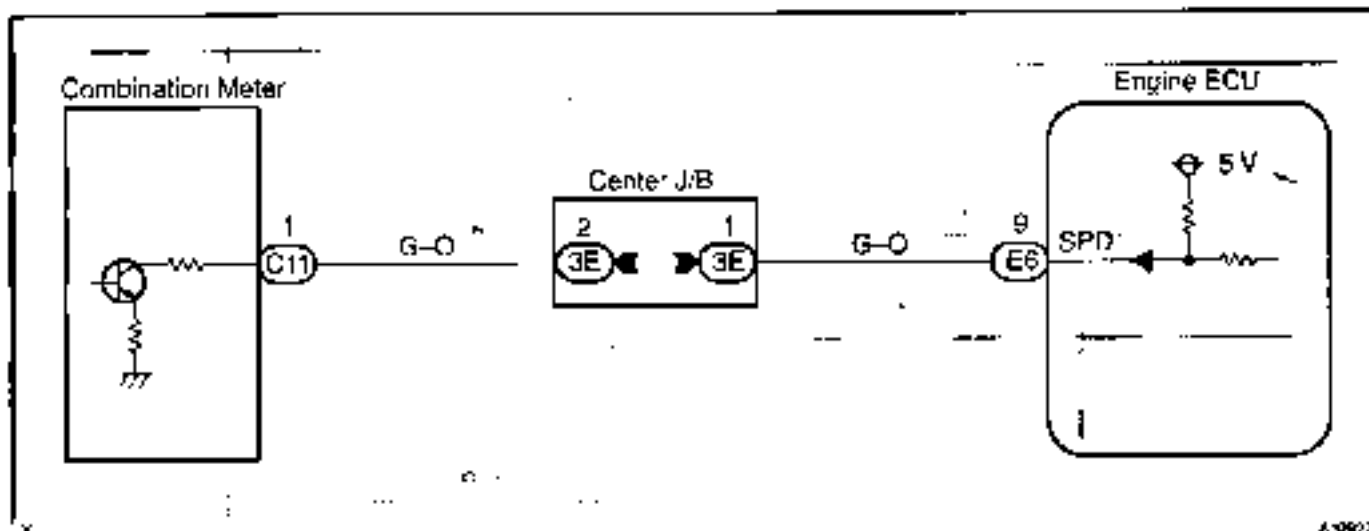 Combination Meter
Engine ECU
5 V
Center J/B
1
G–O
2
1
G–O
9
SPD
C11
3E
3E
E6